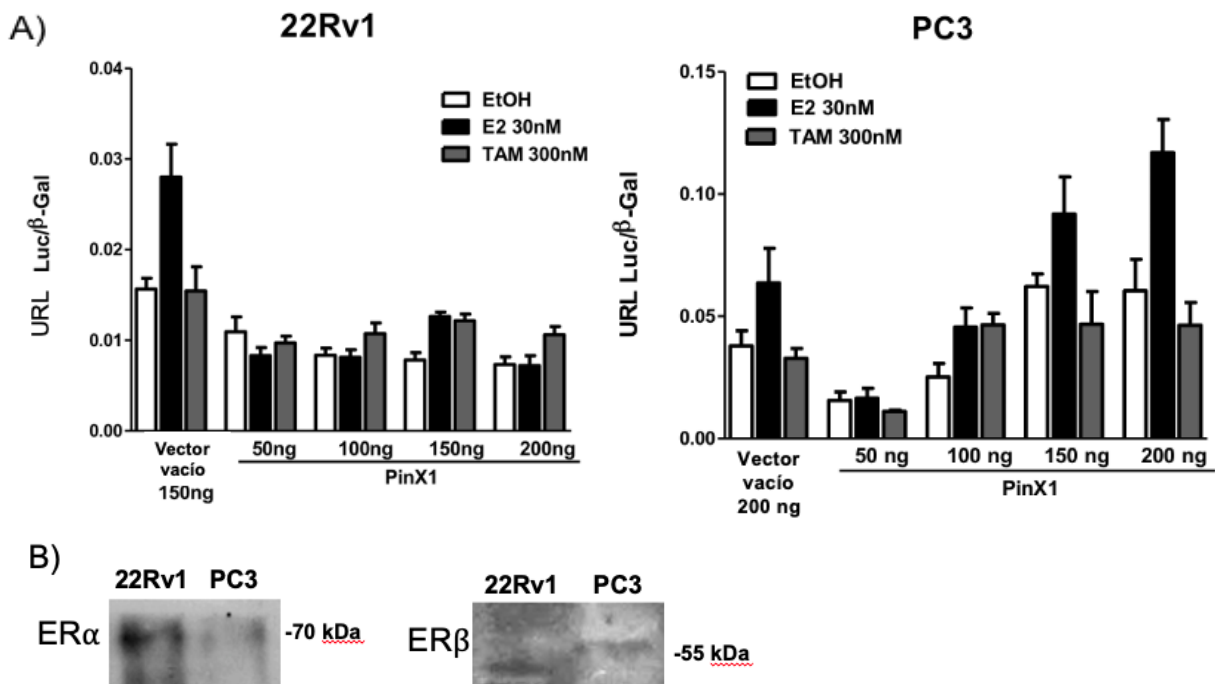 A)
22Rv1
0.04
0.03
0.02
0.01
0.00
URL Luc/β-Gal
EtOH
E2 30nM
TAM 300nM
Vector
vacío
150ng
50ng 100ng 150ng 200ng
PinX1
PC3
0.15
0.10
0.05
0.00
URL Luc/β-Gal
EtOH
E2 30nM
TAM 300nM
Vector
vacío
200 ng
50 ng 100 ng 150 ng 200 ng
PinX1
B)
22Rv1 PC3
ERα
-70 kDa
22Rv1 PC3
ERβ
-55 kDa